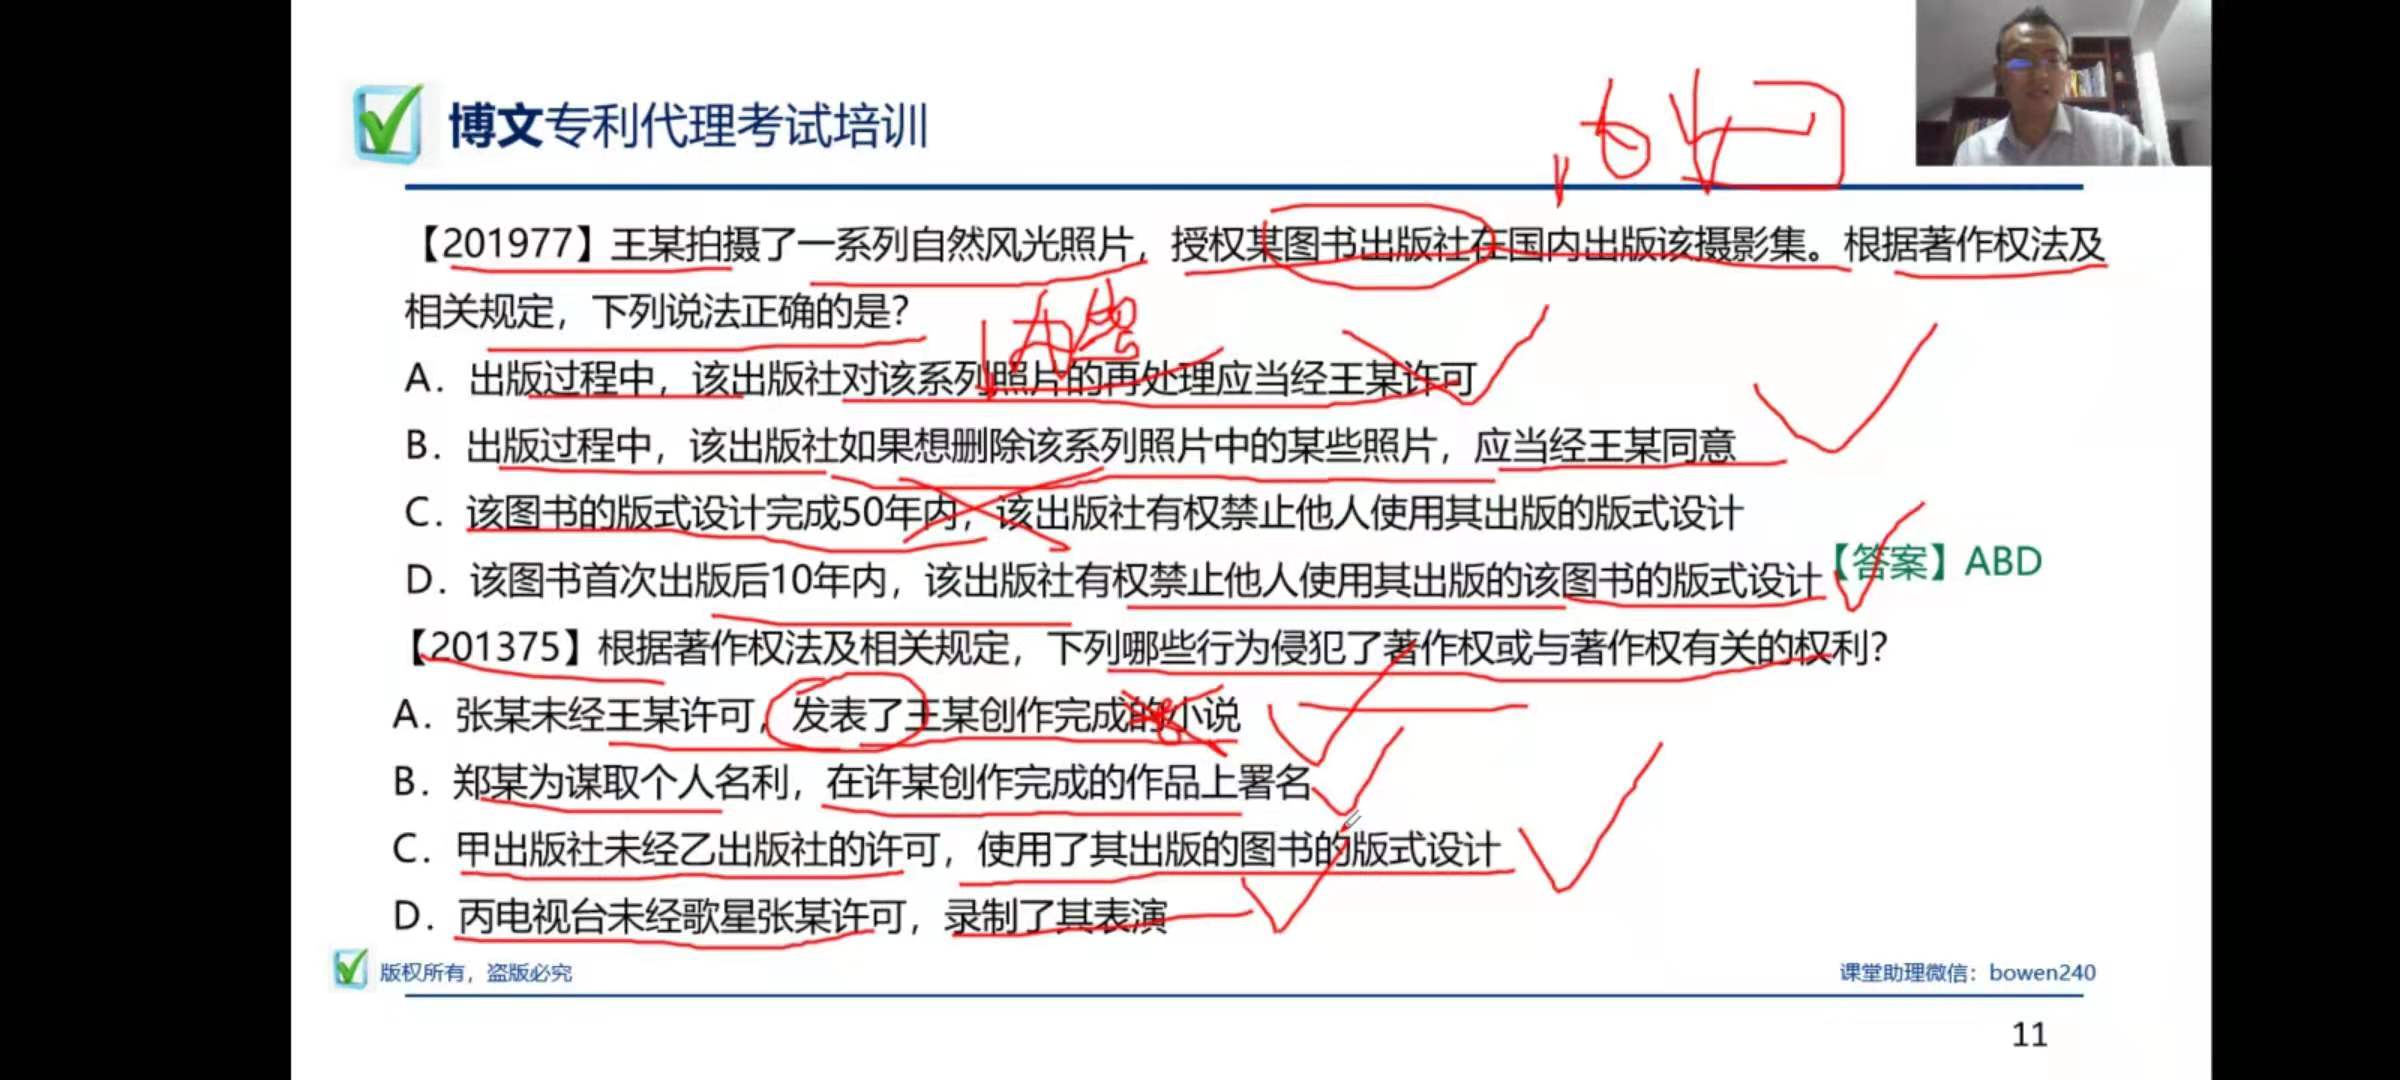 博文专利代理考试培训
【201977】王某拍摄了一系列自然风光照片，授权某图书出版社在国内出版该摄影集。根据著作权法及
相关规定，下列说法正确的是？
A．出版过程中，该出版社对该系列照片的再处理应当经王某许可
B．出版过程中，该出版社如果想删除该系列照片中的某些照片，应当经王某同意
C．该图书的版式设计完成50年内，该出版社有权禁止他人使用其出版的版式设计
D．该图书首次出版后10年内，该出版社有权禁止他人使用其出版的该图书的版式设计
【答案】ABD
【201375】根据著作权法及相关规定，下列哪些行为侵犯了著作权或与著作权有关的权利？
A．张某未经王某许可，发表了王某创作完成的小说
B．郑某为谋取个人名利，在许某创作完成的作品上署名
C．甲出版社未经乙出版社的许可，使用了其出版的图书的版式设计
D．丙电视台未经歌星张某许可，录制了其表演
版权所有，盗版必究
课堂助理微信：bowen240
11